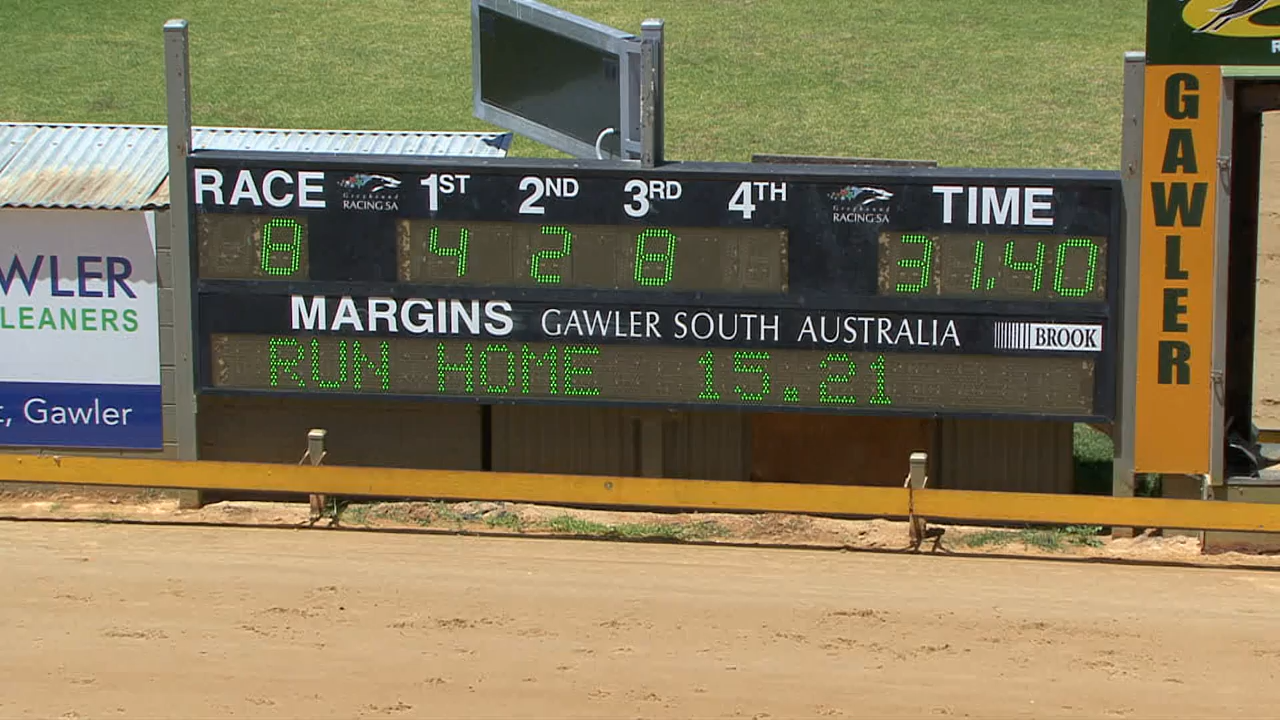 RACE Greyhound RACING SA 1ST 2ND 3RD 4TH Greyhound RACING SA TIME
8 4 2 8 31.40
MARGINS GAWLER SOUTH AUSTRALIA BROOK
RUN HOME 15.21
WLER
LEANERS
, Gawler
GAWLER
R